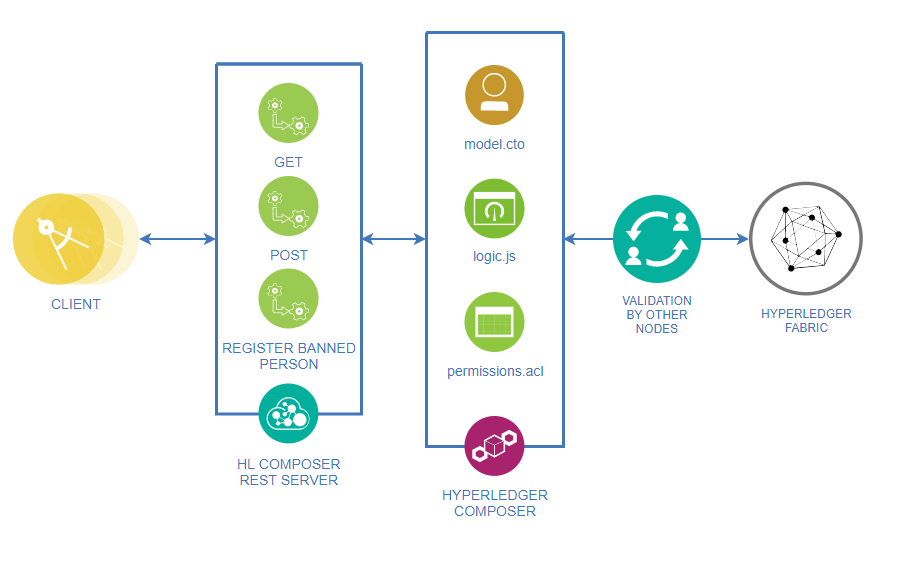 GET
POST
REGISTER BANNED
PERSON
HL COMPOSER
REST SERVER
CLIENT
model.cto
logic.js
permissions.acl
HYPERLEDGER
COMPOSER
VALIDATION
BY OTHER
NODES
HYPERLEDGER
FABRIC